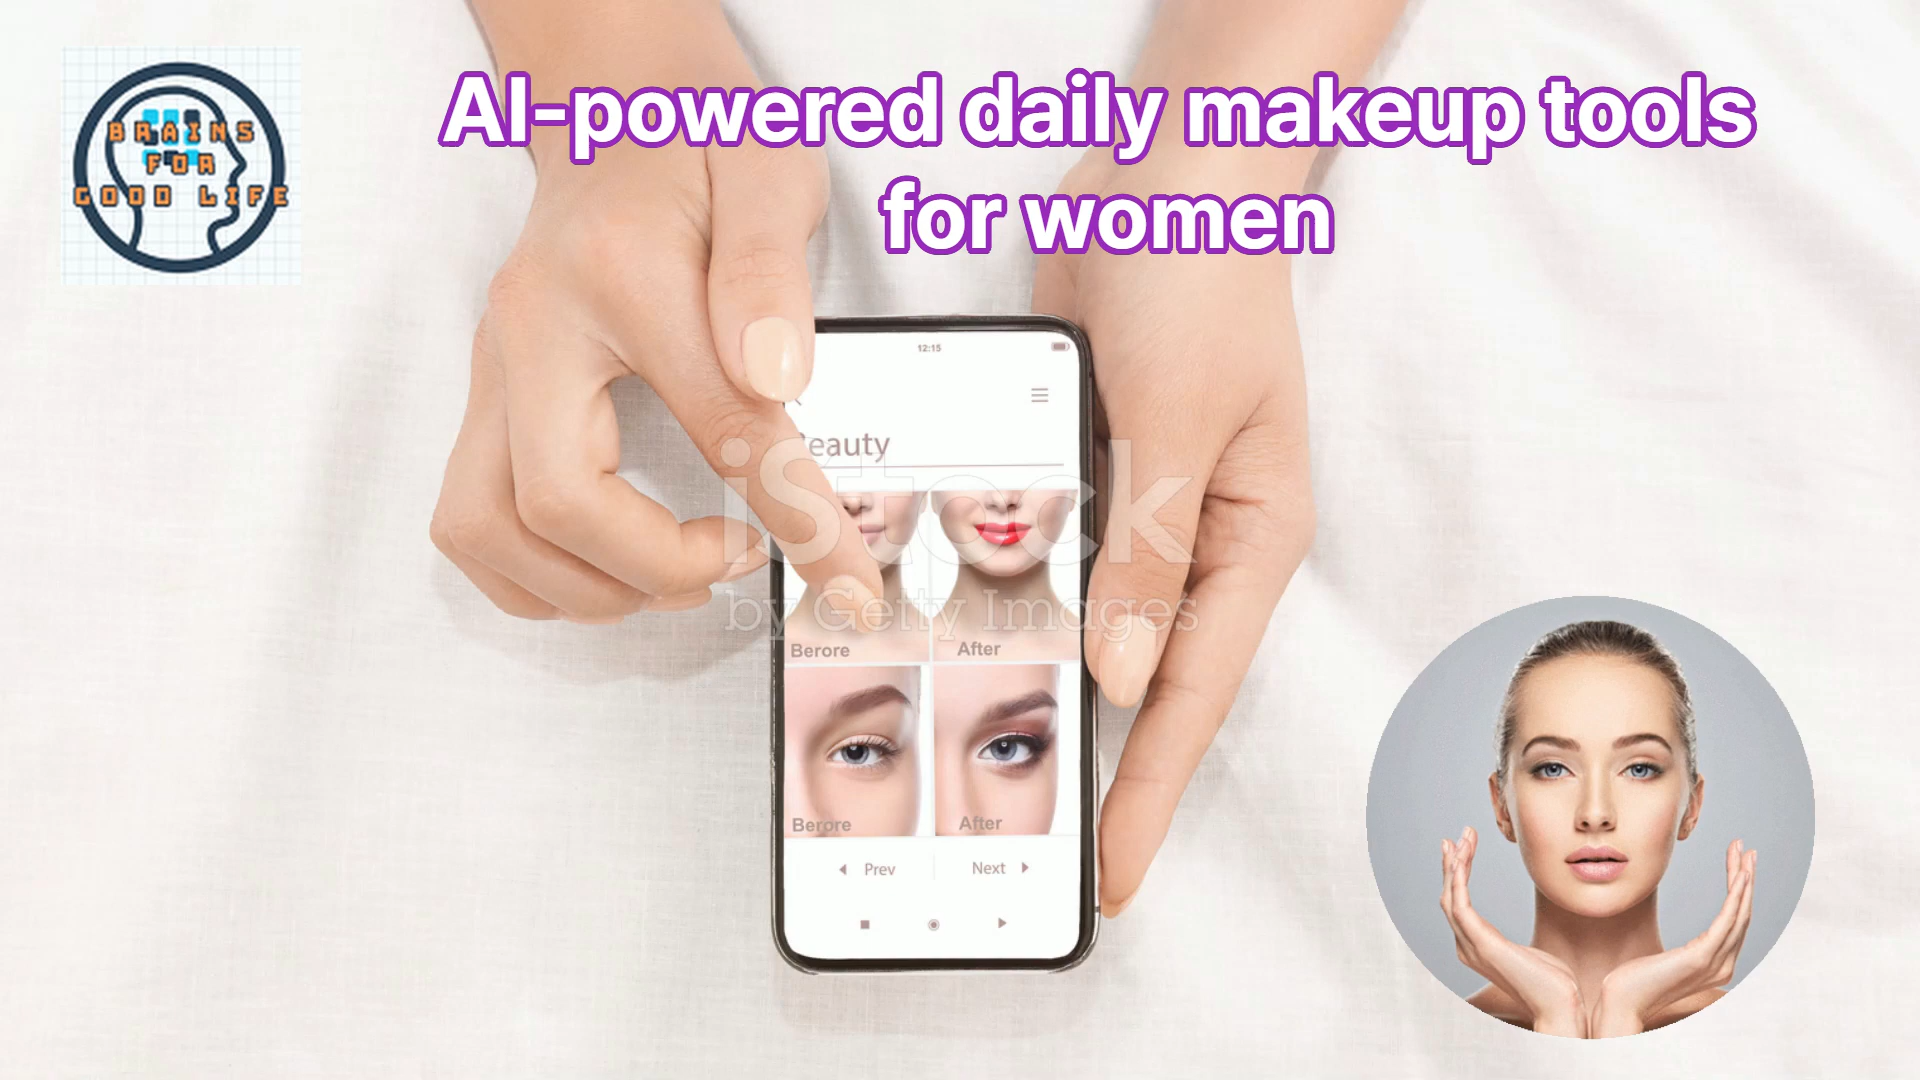 BRAINS
FOR
GOOD LIFE
AI-powered daily makeup tools
for women
12:15
eauty
iStock
by Getty Images
Berore
After
Berore
After
Prev
Next